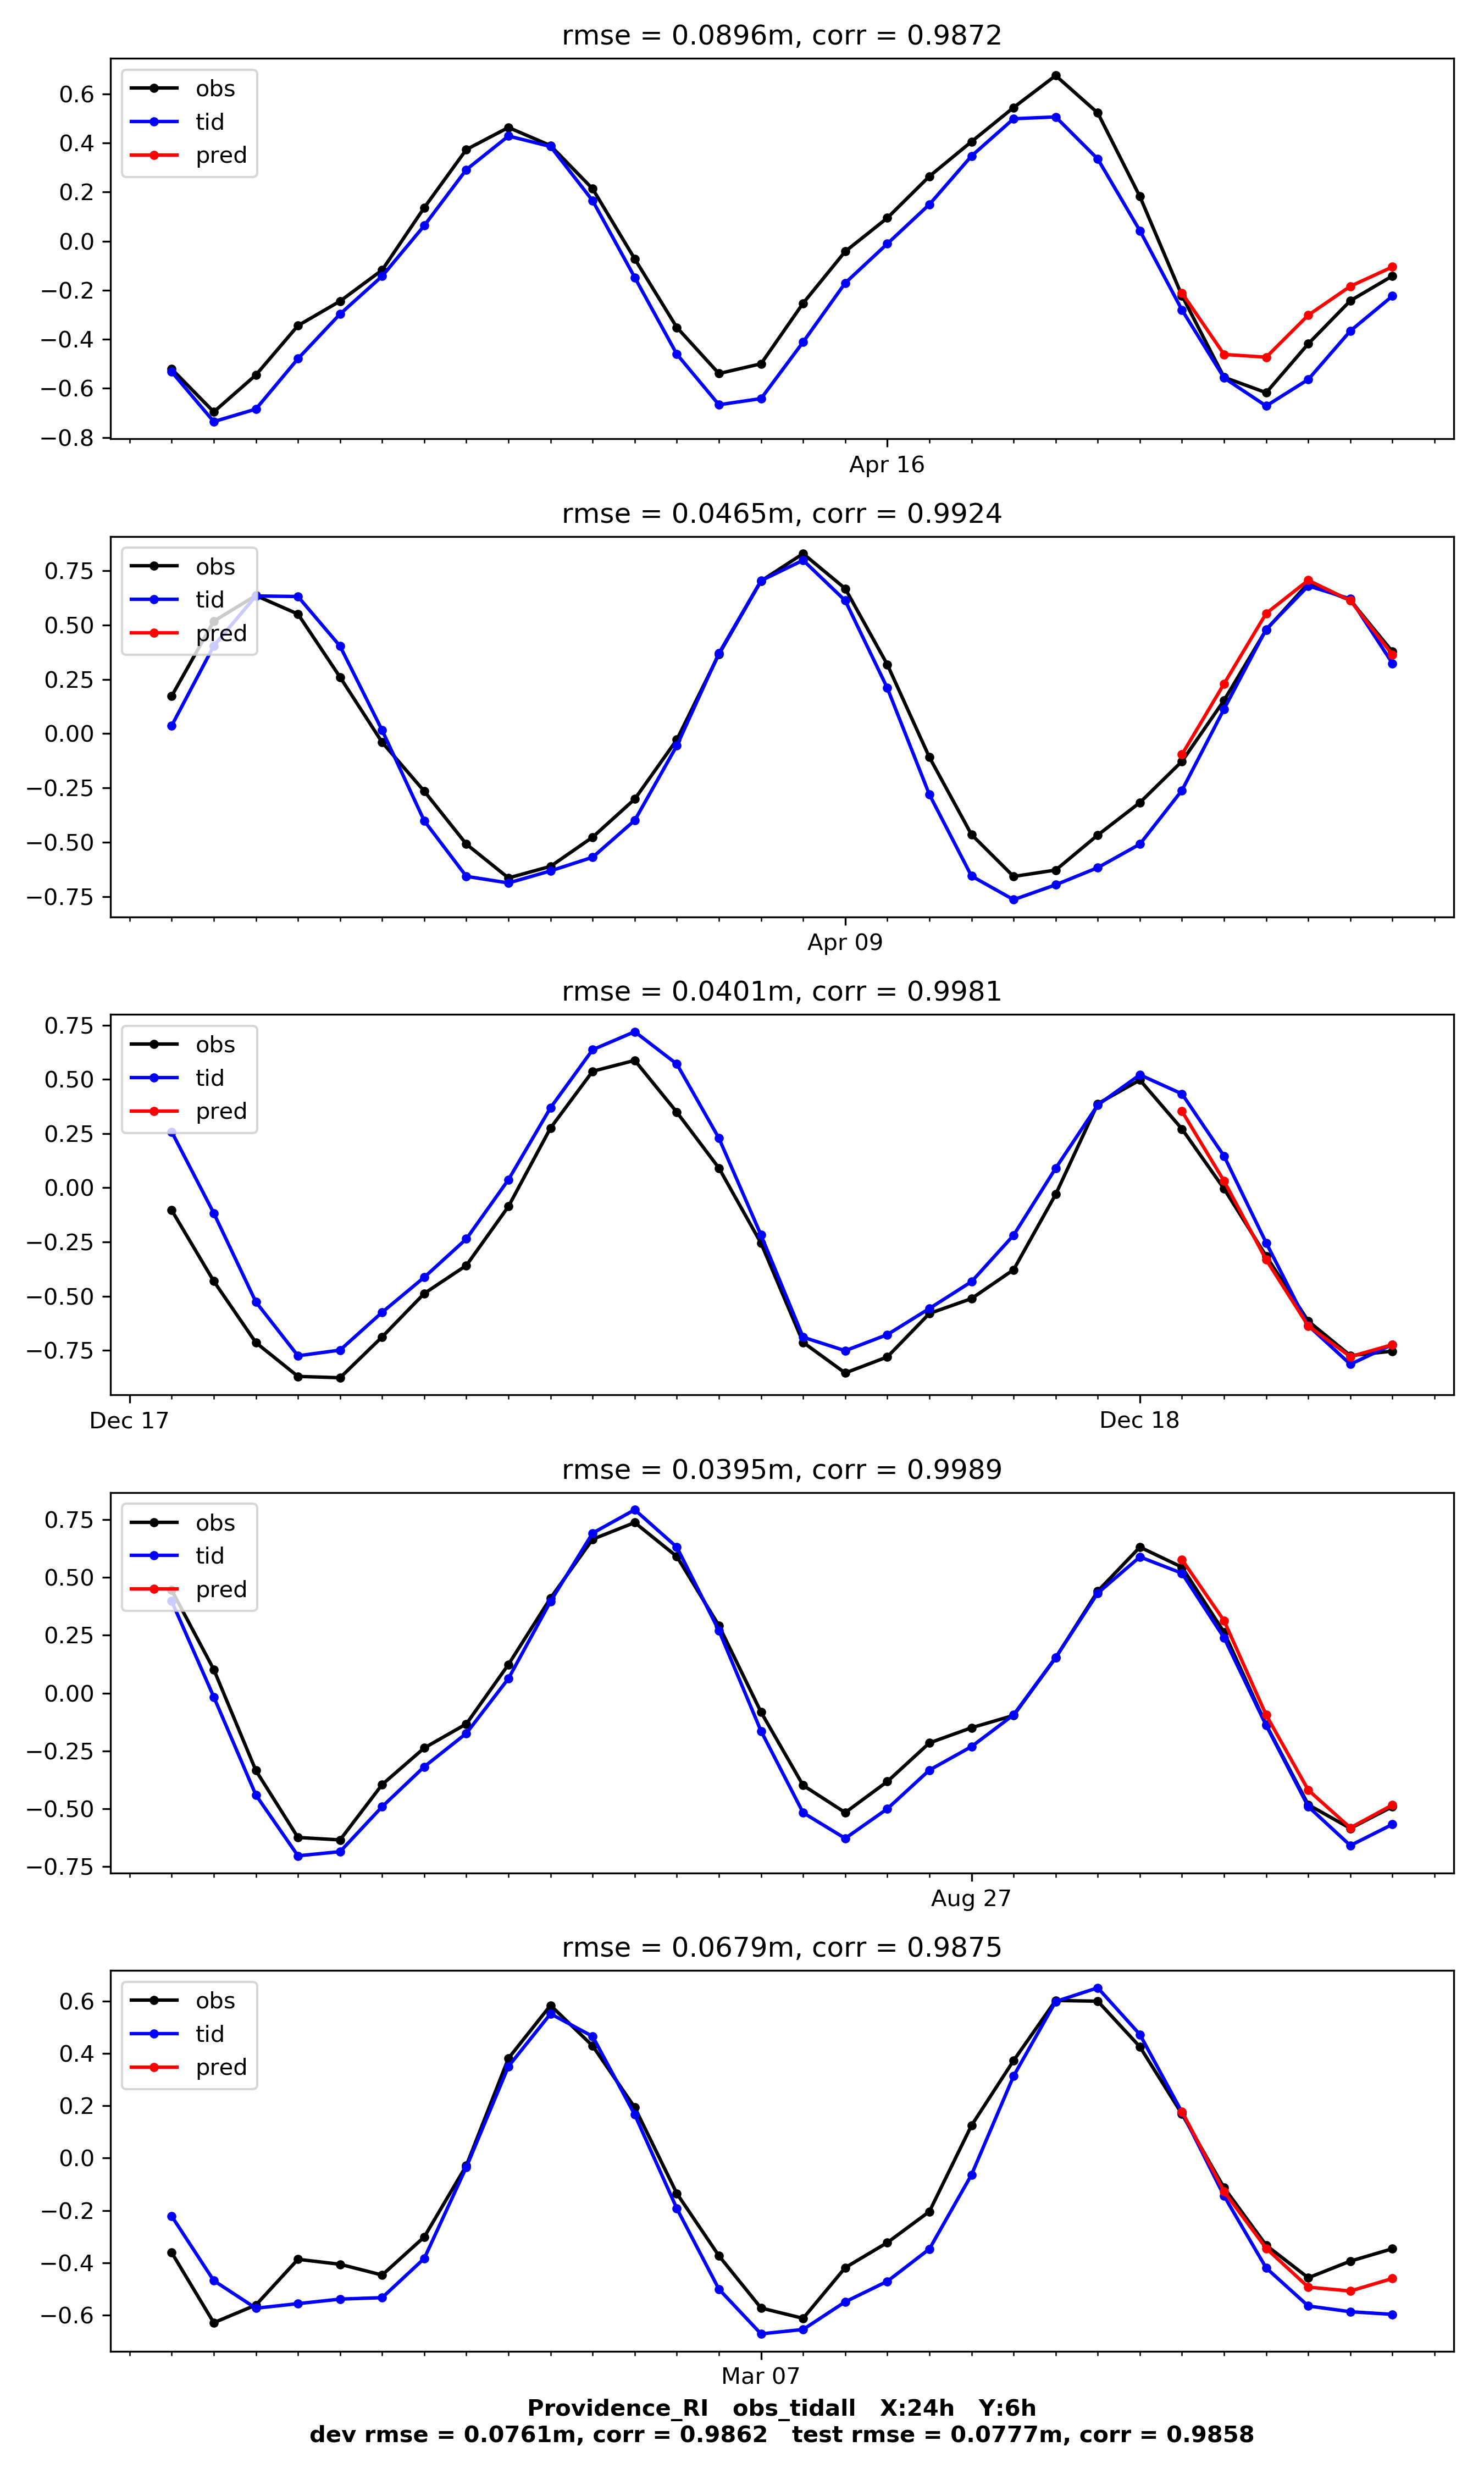 rmse = 0.0896m, corr = 0.9872
obs
tid
pred
0.6
0.4
0.2
0.0
−0.2
−0.4
−0.6
−0.8
Apr 16
rmse = 0.0465m, corr = 0.9924
obs
tid
pred
0.75
0.50
0.25
0.00
−0.25
−0.50
−0.75
Apr 09
rmse = 0.0401m, corr = 0.9981
obs
tid
pred
0.75
0.50
0.25
0.00
−0.25
−0.50
−0.75
Dec 17 Dec 18
rmse = 0.0395m, corr = 0.9989
obs
tid
pred
0.75
0.50
0.25
0.00
−0.25
−0.50
−0.75
Aug 27
rmse = 0.0679m, corr = 0.9875
obs
tid
pred
0.6
0.4
0.2
0.0
−0.2
−0.4
−0.6
Mar 07
Providence_RI obs_tidall X:24h Y:6h
dev rmse = 0.0761m, corr = 0.9862 test rmse = 0.0777m, corr = 0.9858